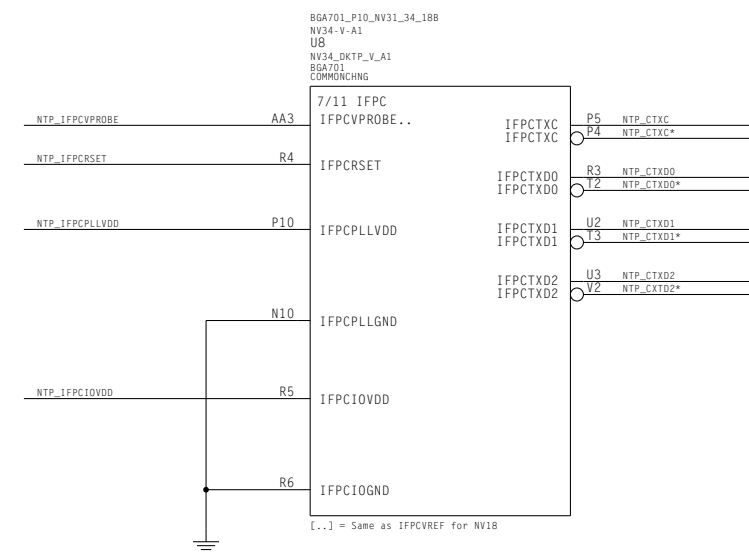 BGA701_P10_NV31_34_18B
NV34-V-A1
U8
NV34_DKTP_V_A1
BGA701
COMMONCHNG
7/11 IFPC
NTP_IFPCVPROBE AA3 IFPCVPROBE.. IFPCTXC P5 NTP_CTXC
IFPCTXC P4 NTP_CTXC*
NTP_IFPCRSET R4 IFPCRSET
IFPCTXD0 R3 NTP_CTXD0
IFPCTXD0 T2 NTP_CTXD0*
NTP_IFPCPLLVDD P10 IFPCPLLVDD IFPCTXD1 U2 NTP_CTXD1
IFPCTXD1 T3 NTP_CTXD1*
IFPCTXD2 U3 NTP_CTXD2
IFPCTXD2 V2 NTP_CXTD2*
N10 IFPCPLLGND
NTP_IFPCIOVDD R5 IFPCIOVDD
R6 IFPCIOGND
[..] = Same as IFPCVREF for NV18